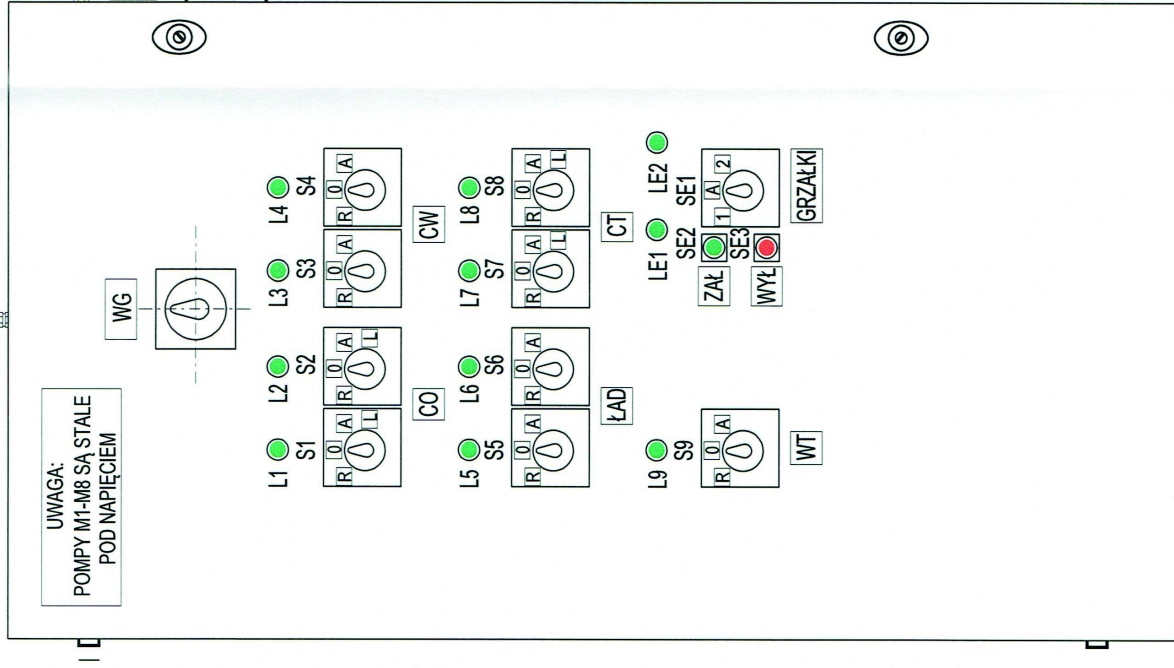 UWAGA:
POMPY M1-M8 SĄ STALE
POD NAPIĘCIEM
WG
L1 L2 L3 L4
S1 S2 S3 S4
R 0 A L R 0 A L R 0 A R 0 A
CO CW
L5 L6 L7 L8
S5 S6 S7 S8
R 0 A R 0 A R 0 A L R 0 A L
ŁAD CT
L9 LE1 LE2
S9 SE2 SE1
R 0 A ZAŁ 1 A 2
SE3
WYŁ
WT GRZAŁKI